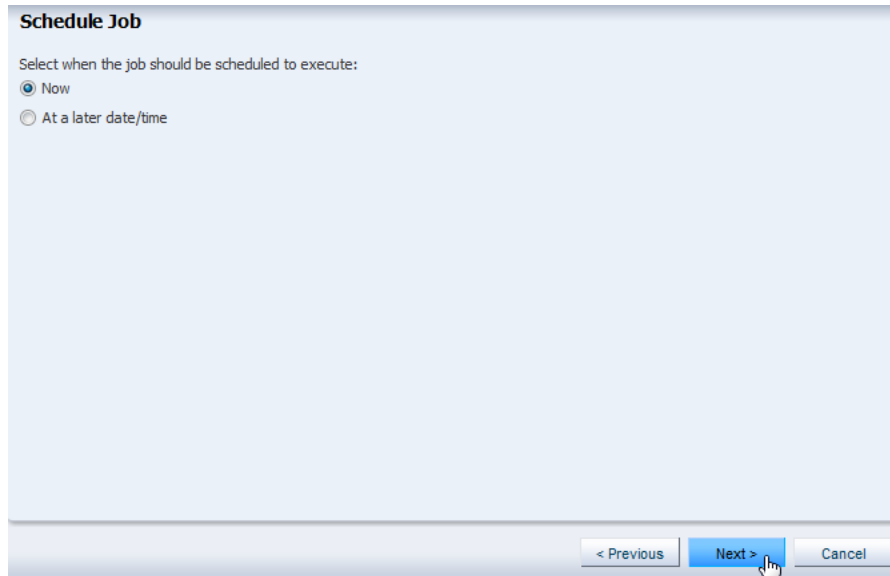 Schedule Job
Select when the job should be scheduled to execute:
Now
At a later date/time
< Previous
Next >
Cancel